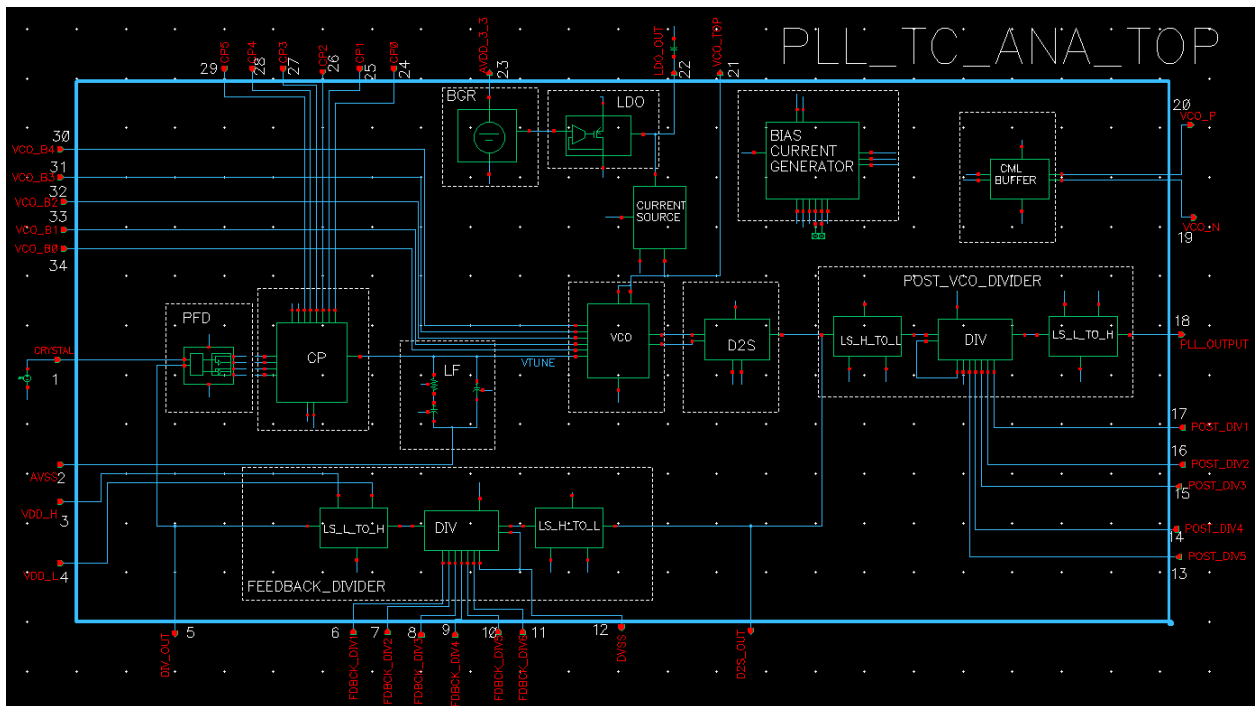 PLL_TC_ANA_TOP
CP5
CP4
CP3
CP2
CP1
CP0
AVDD_3_3
LDO_OUT
VCO_TOP
29
28
27
26
25
24
23
22
21
BGR
LDO
BIAS
CURRENT
GENERATOR
CML
BUFFER
20
VCO_P
VCO_N
19
30
VCO_B4
31
VCO_B3
32
VCO_B2
33
VCO_B1
VCO_B0
34
CURRENT
SOURCE
POST_VCO_DIVIDER
PFD
CP
VCO
D2S
LS_H_TO_L
DIV
LS_L_TO_H
18
PLL_OUTPUT
CRYSTAL
1
VTUNE
LF
17
POST_DIV1
16
POST_DIV2
POST_DIV3
15
POST_DIV4
14
POST_DIV5
13
AVSS
2
VDD_H
3
VDD_L
4
LS_L_TO_H
DIV
LS_H_TO_L
FEEDBACK_DIVIDER
5
6
7
8
9
10
11
12
DIV_OUT
FDBCK_DIV1
FDBCK_DIV2
FDBCK_DIV3
FDBCK_DIV4
FDBCK_DIV5
FDBCK_DIV6
DVSS
D2S_OUT